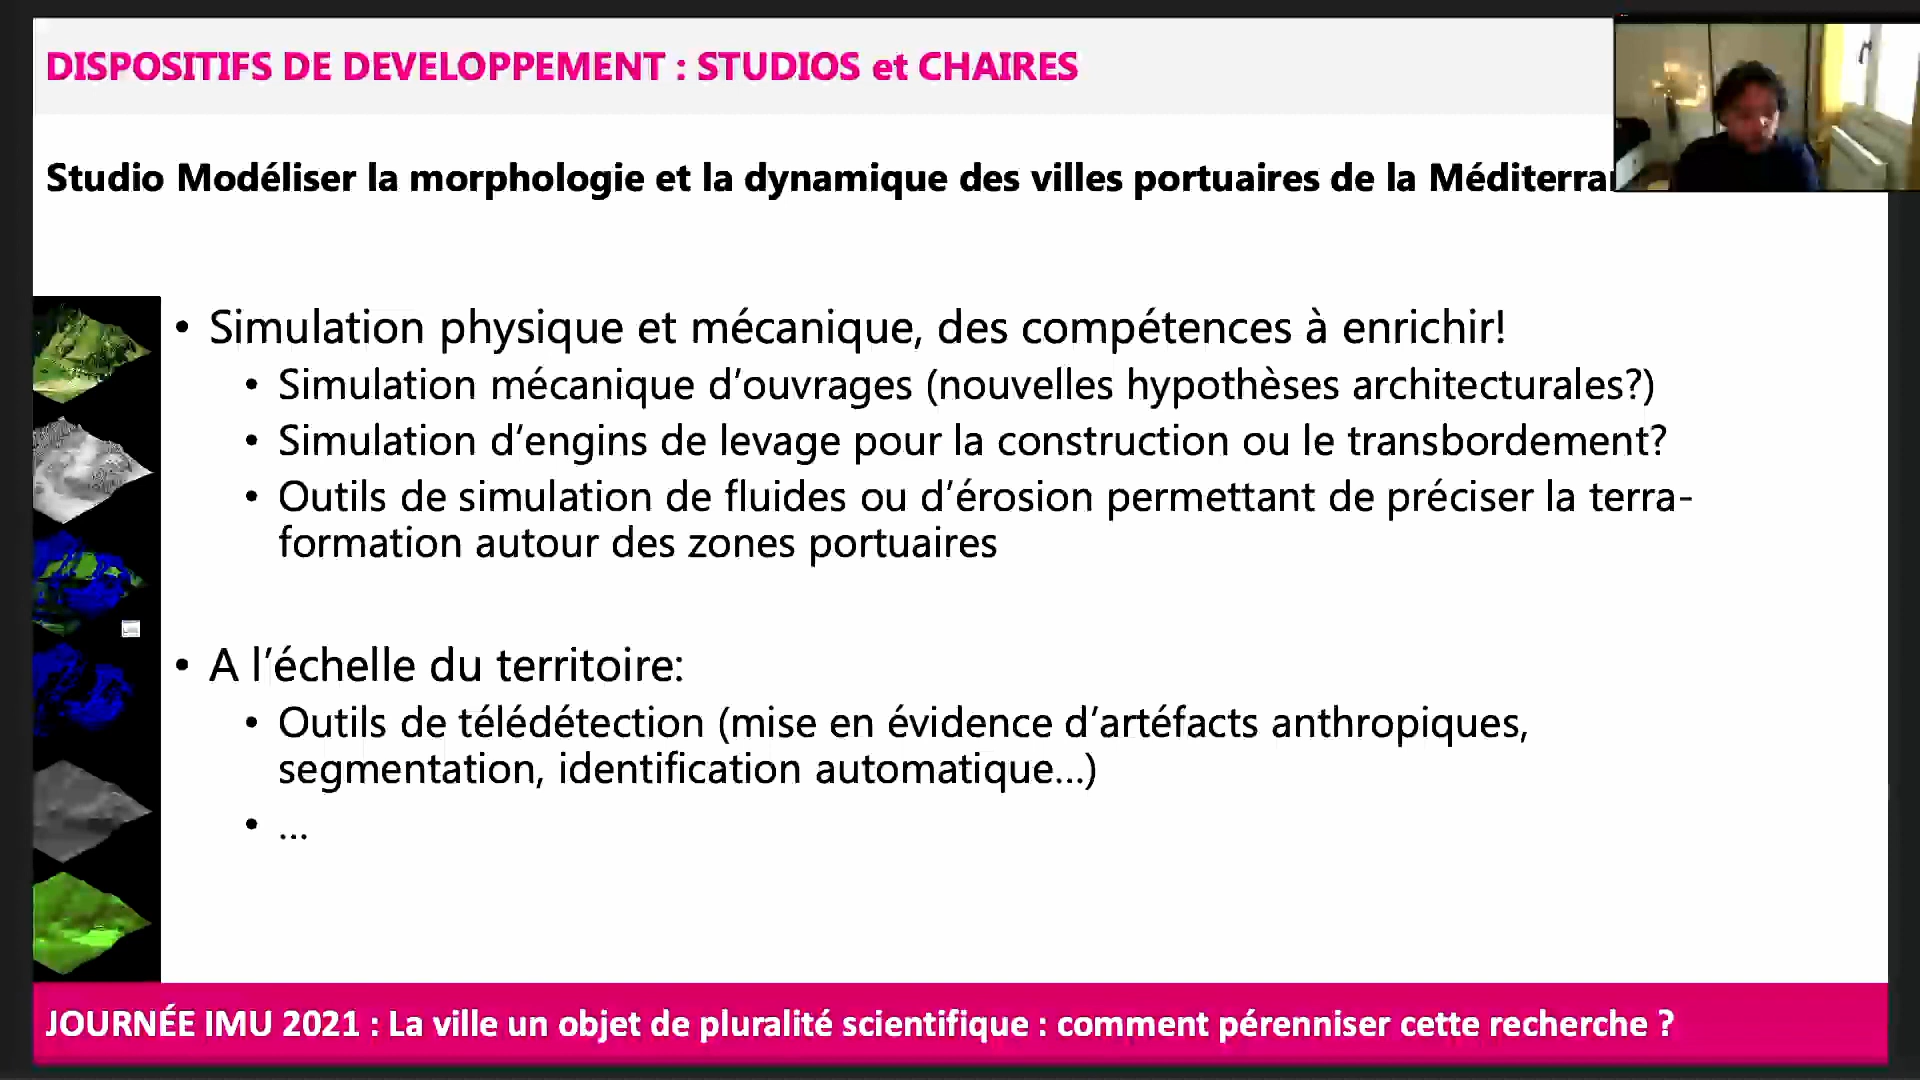 DISPOSITIFS DE DEVELOPPEMENT : STUDIOS et CHAIRES
Studio Modéliser la morphologie et la dynamique des villes portuaires de la
• Simulation physique et mécanique, des compétences à enrichir!
• Simulation mécanique d’ouvrages (nouvelles hypothèses architecturales?)
• Simulation d’engins de levage pour la construction ou le transbordement?
• Outils de simulation de fluides ou d’érosion permettant de préciser la terra-
formation autour des zones portuaires
• A l’échelle du territoire:
• Outils de télédétection (mise en évidence d’artéfacts anthropiques,
segmentation, identification automatique...)
• ...
JOURNÉE IMU 2021 : La ville un objet de pluralité scientifique : comment pérenniser cette recherche ?